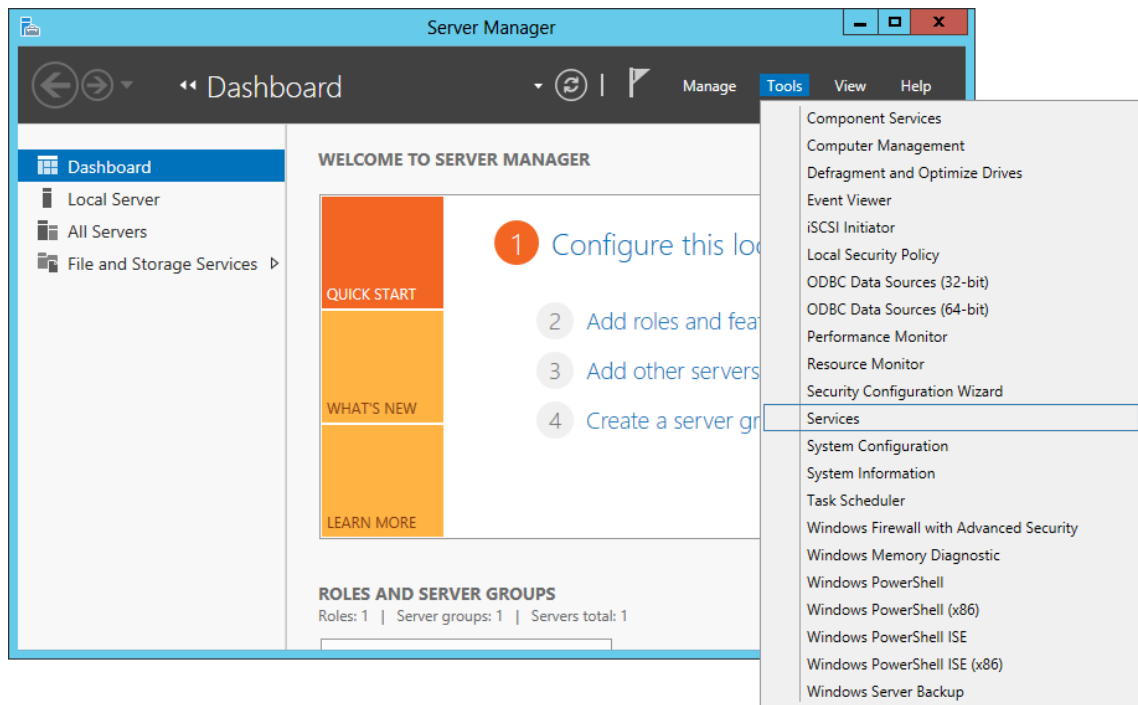 Server Manager
Dashboard
Manage Tools View Help
Dashboard
Local Server
All Servers
File and Storage Services
WELCOME TO SERVER MANAGER
QUICK START
WHAT'S NEW
LEARN MORE
1 Configure this loc
2 Add roles and fea
3 Add other servers
4 Create a server gr
ROLES AND SERVER GROUPS
Roles: 1 | Server groups: 1 | Servers total: 1
Component Services
Computer Management
Defragment and Optimize Drives
Event Viewer
iSCSI Initiator
Local Security Policy
ODBC Data Sources (32-bit)
ODBC Data Sources (64-bit)
Performance Monitor
Resource Monitor
Security Configuration Wizard
Services
System Configuration
System Information
Task Scheduler
Windows Firewall with Advanced Security
Windows Memory Diagnostic
Windows PowerShell
Windows PowerShell (x86)
Windows PowerShell ISE
Windows PowerShell ISE (x86)
Windows Server Backup